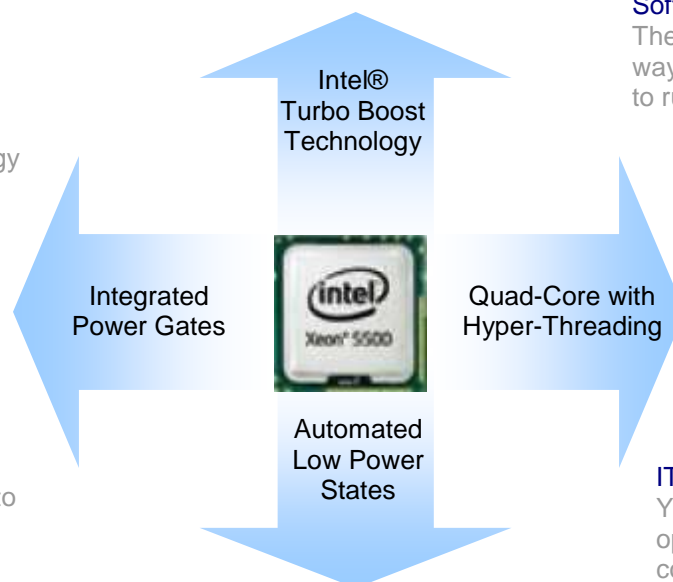 The
way
Intel®
Turbo Boost
Technology
Integrated
Power Gates
intel
Xeon® 5500
Quad-Core with
Hyper-Threading
Automated
Low Power
States
IT